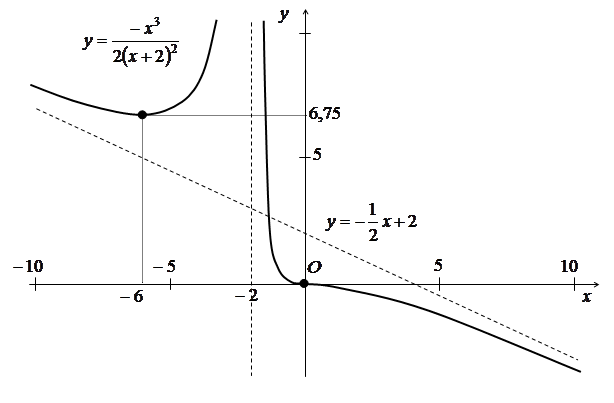 y
y = −x³ / 2(x+2)²
6,75
5
y = −1/2 x + 2
−10
−5
O
5
10
−6
−2
x